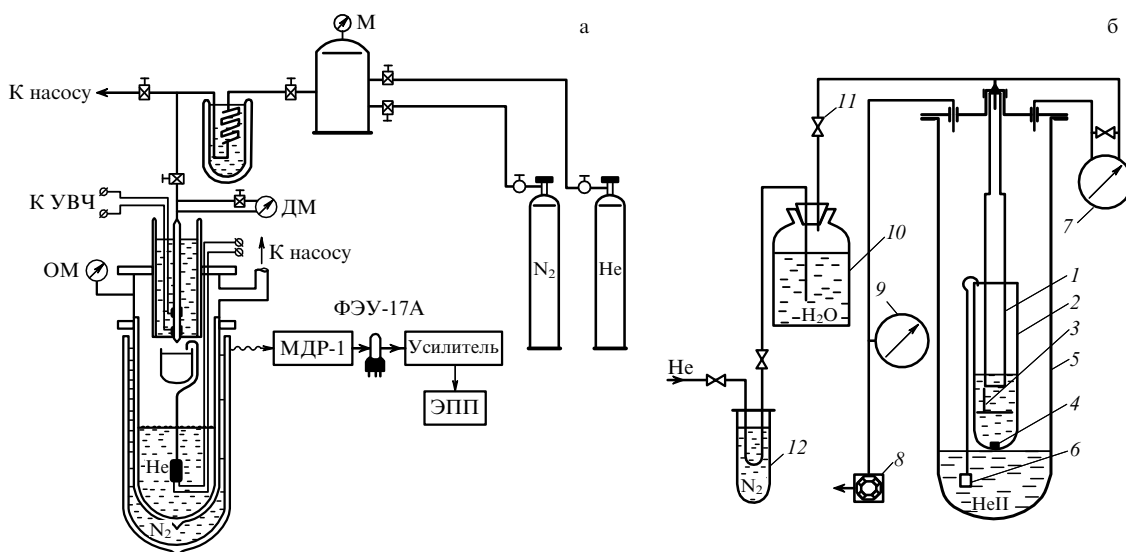 М
а
К насосу
К УВЧ
ДМ
К насосу
ОМ
ФЭУ-17А
МДР-1
Усилитель
ЭПП
He
N₂
N₂
He
б
11
7
10
H₂O
9
He
12
N₂
8
1
2
3
5
4
6
HeII